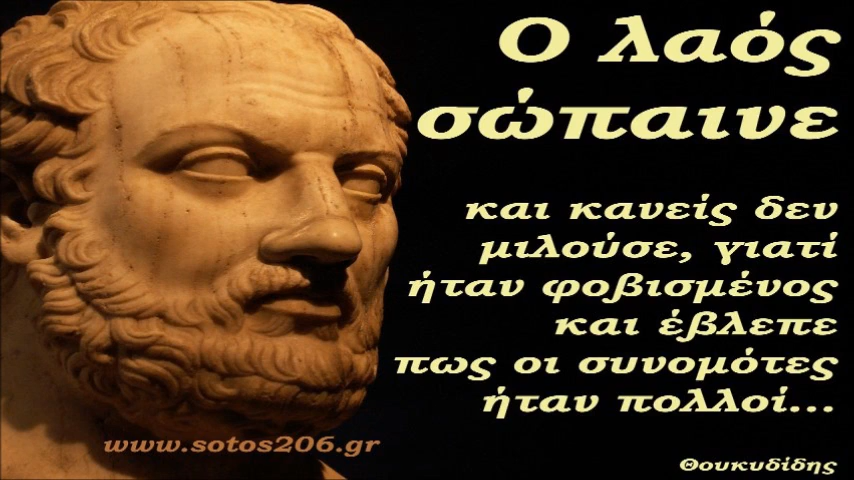 Ο λαός
σώπαινε
και κανείς δεν
μιλούσε, γιατί
ήταν φοβισμένος
και έβλεπε
πως οι συνομότες
ήταν πολλοί...
www.sotos206.gr
Θουκυδίδης